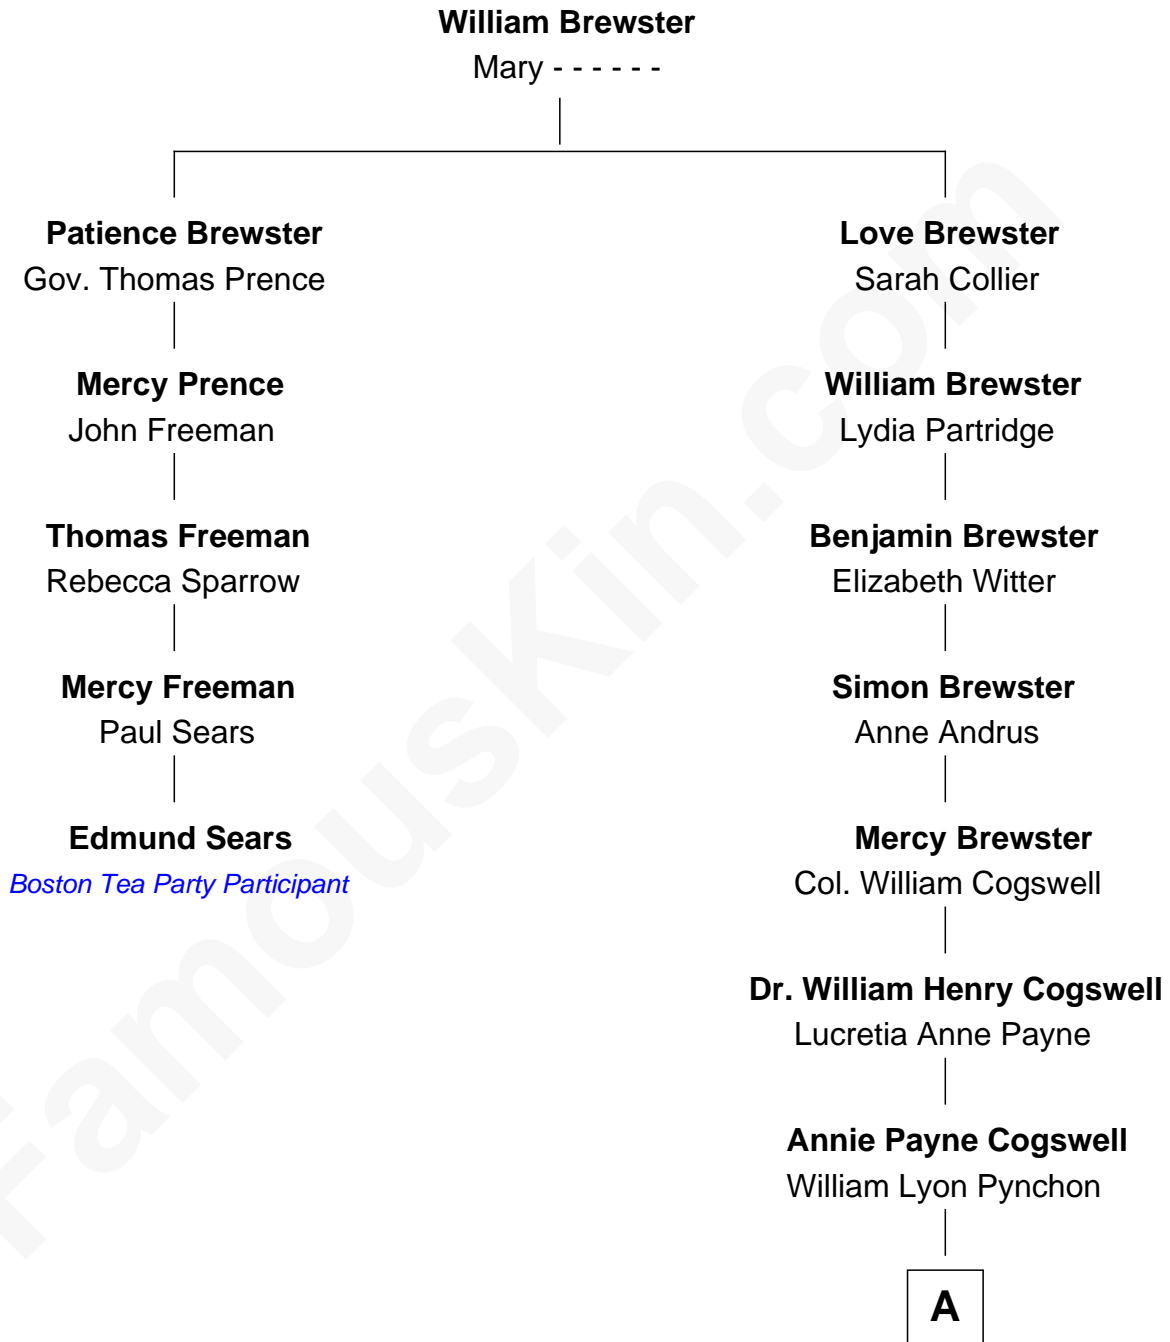 William Brewster
Mary - - - - - -
Patience Brewster
Gov. Thomas Prence
Love Brewster
Sarah Collier
Mercy Prence
John Freeman
William Brewster
Lydia Partridge
Thomas Freeman
Rebecca Sparrow
Benjamin Brewster
Elizabeth Witter
Mercy Freeman
Paul Sears
Simon Brewster
Anne Andrus
Edmund Sears
Boston Tea Party Participant
Mercy Brewster
Col. William Cogswell
Dr. William Henry Cogswell
Lucretia Anne Payne
Annie Payne Cogswell
William Lyon Pynchon
A
FamousKin.com